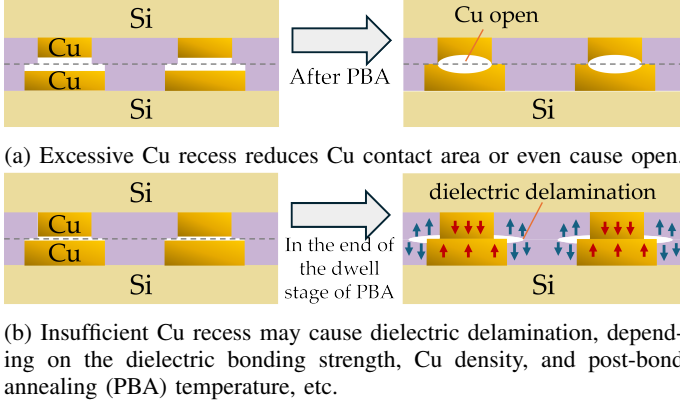 Si
Cu
Cu
Si
After PBA
Cu open
(a) Excessive Cu recess reduces Cu contact area or even cause open.
Si
Cu
Cu
Si
In the end of
the dwell
stage of PBA
dielectric delamination
Si
(b) Insufficient Cu recess may cause dielectric delamination, depend-
ing on the dielectric bonding strength, Cu density, and post-bond
annealing (PBA) temperature, etc.